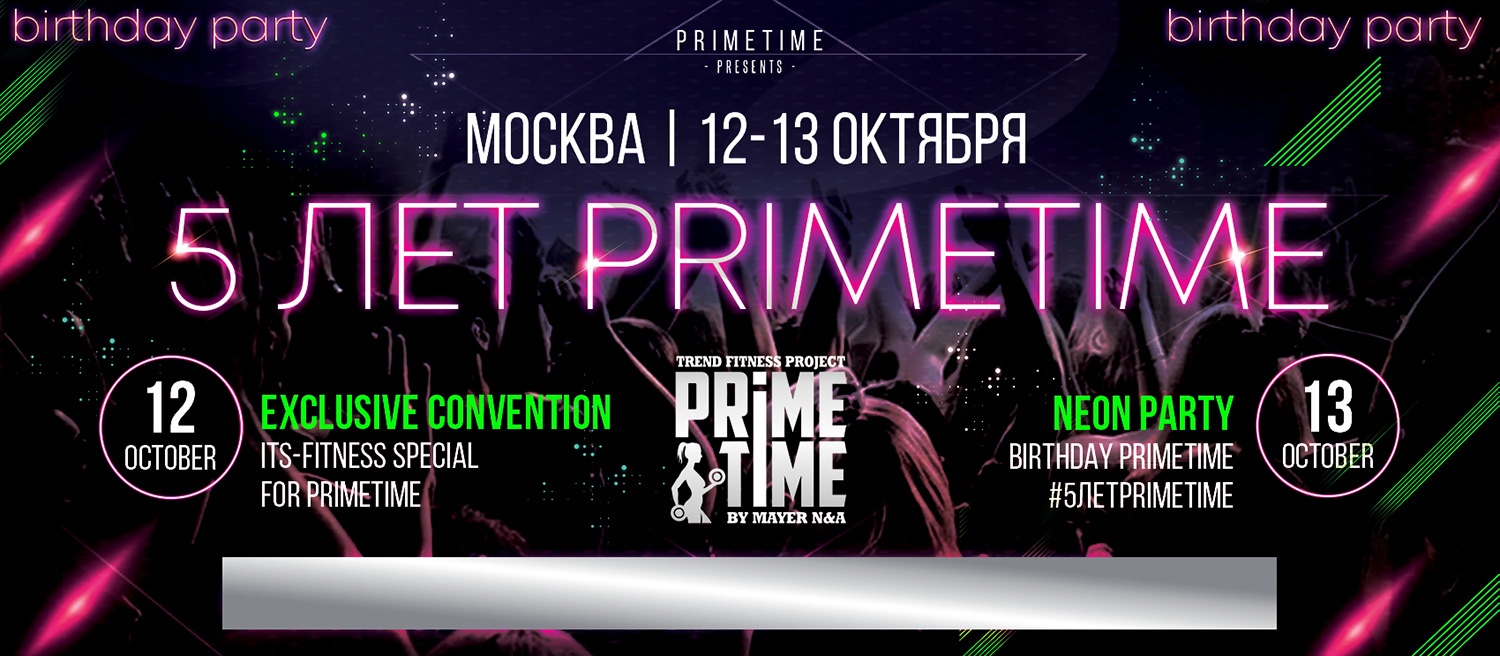 birthday party
birthday party
PRIMETIME
- PRESENTS -
МОСКВА | 12-13 ОКТЯБРЯ
5 ЛЕТ PRIMETIME
12
OCTOBER
EXCLUSIVE CONVENTION
ITS-FITNESS SPECIAL
FOR PRIMETIME
TREND FITNESS PROJECT
PRiME
TiME
BY MAYER N&A
NEON PARTY
BIRTHDAY PRIMETIME
#5ЛЕТPRIMETIME
13
OCTOBER